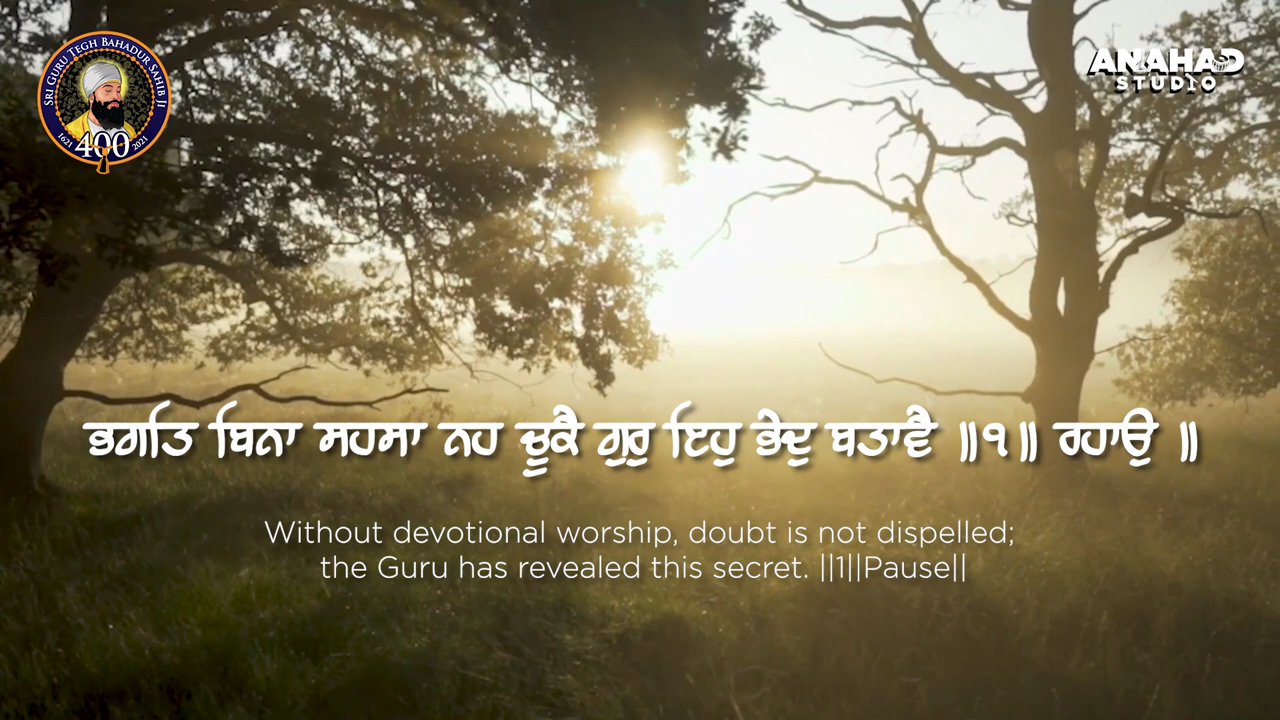 SRI GURU TEGH BAHADUR SAHIB JI
1621 400 2021
ANAHAD
STUDIO
ਭਗਤਿ ਬਿਨਾ ਸਹਸਾ ਨਹ ਚੂਕੈ ਗੁਰੁ ਇਹੁ ਭੇਦੁ ਬਤਾਵੈ ॥੧॥ ਰਹਾਉ ॥
Without devotional worship, doubt is not dispelled;
the Guru has revealed this secret. ||1||Pause||